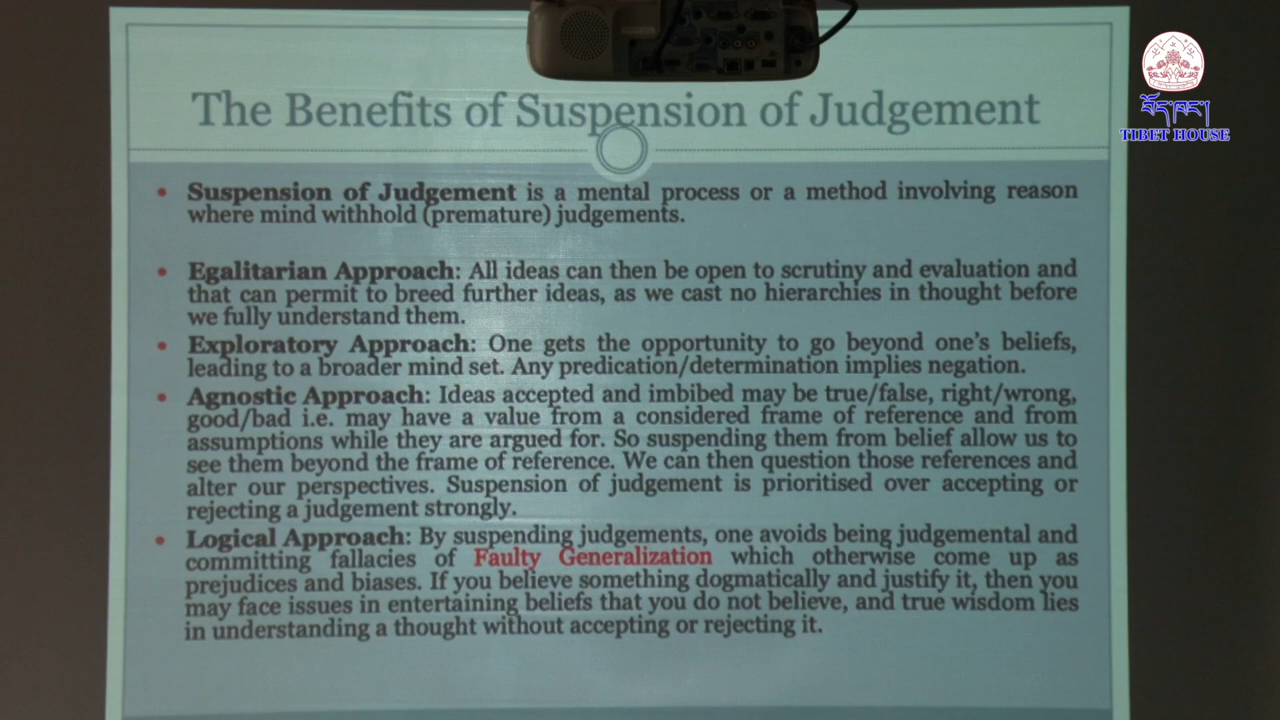 The Benefits of Suspension of Judgement
བོད་ཁང་།
TIBET HOUSE
• Suspension of Judgement is a mental process or a method involving reason
where mind withhold (premature) judgements.
• Egalitarian Approach: All ideas can then be open to scrutiny and evaluation and
that can permit to breed further ideas, as we cast no hierarchies in thought before
we fully understand them.
• Exploratory Approach: One gets the opportunity to go beyond one's beliefs,
leading to a broader mind set. Any predication/determination implies negation.
• Agnostic Approach: Ideas accepted and imbibed may be true/false, right/wrong,
good/bad i.e. may have a value from a considered frame of reference and from
assumptions while they are argued for. So suspending them from belief allow us to
see them beyond the frame of reference. We can then question those references and
alter our perspectives. Suspension of judgement is prioritised over accepting or
rejecting a judgement strongly.
• Logical Approach: By suspending judgements, one avoids being judgemental and
committing fallacies of Faulty Generalization which otherwise come up as
prejudices and biases. If you believe something dogmatically and justify it, then you
may face issues in entertaining beliefs that you do not believe, and true wisdom lies
in understanding a thought without accepting or rejecting it.